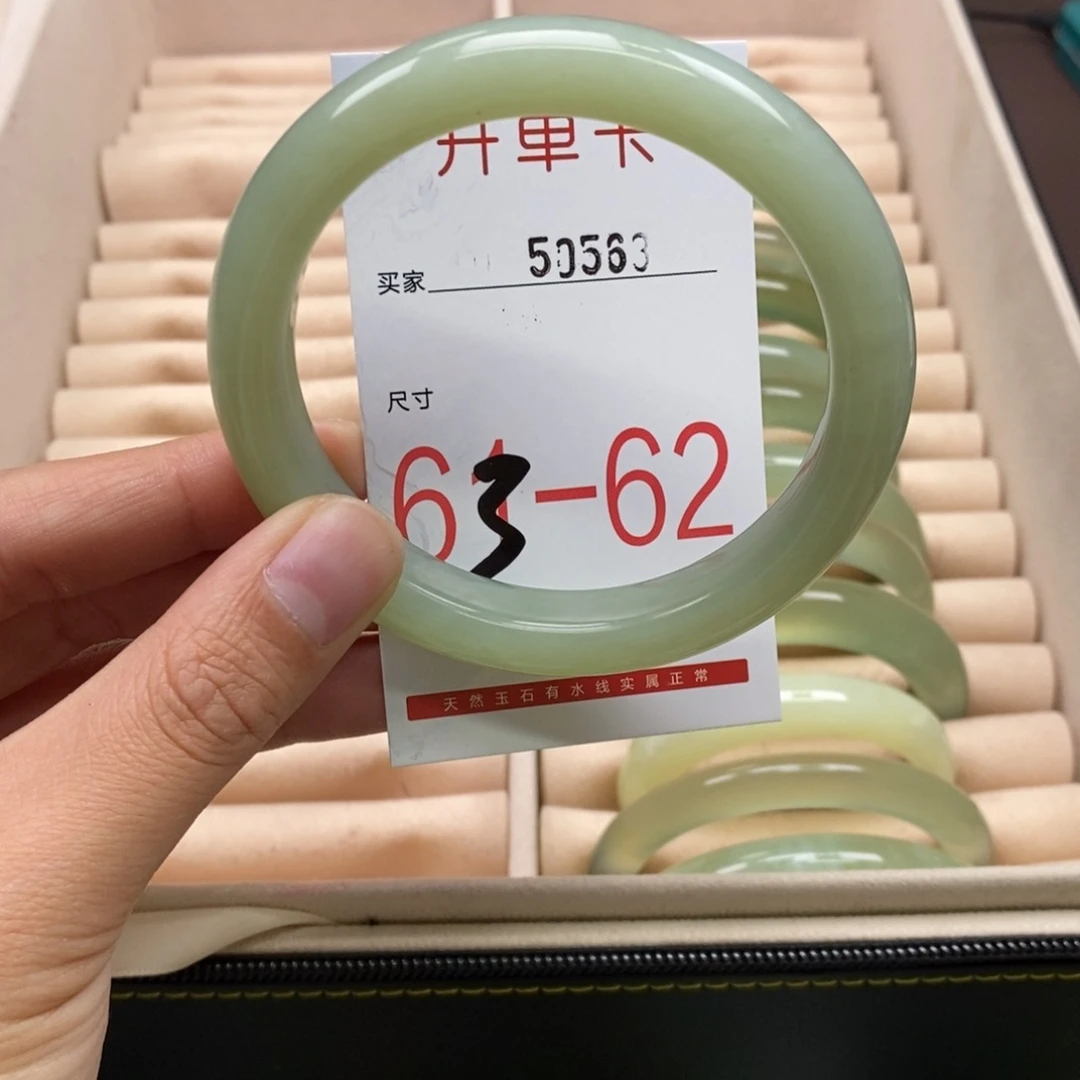 开单卡
买家 50563
尺寸
63-62
天然玉石有水线实属正常